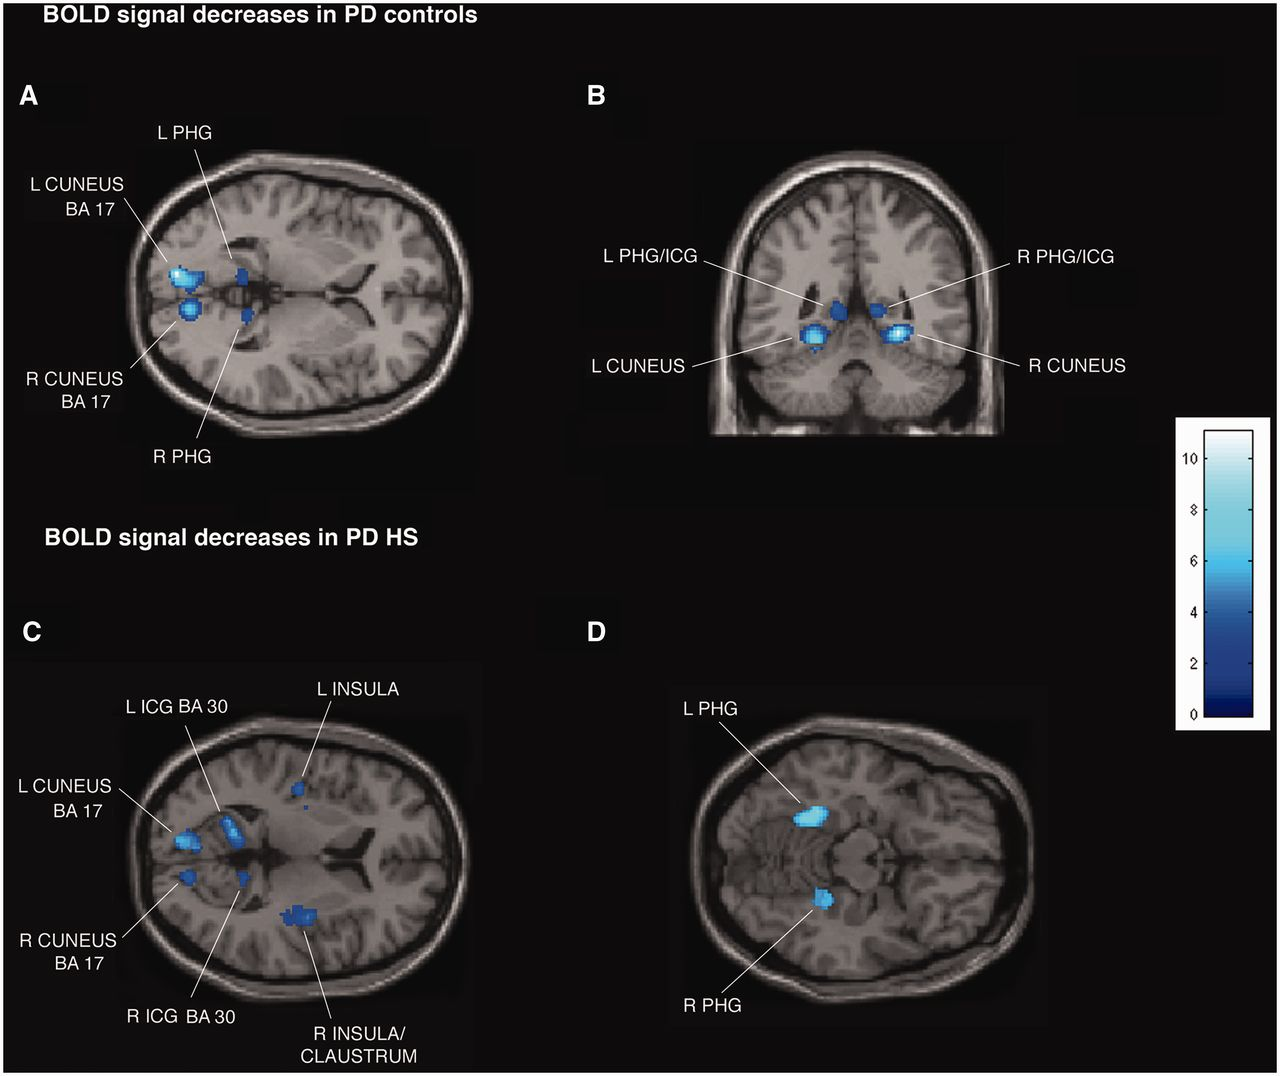 BOLD signal decreases in PD controls
A
B
L PHG
L CUNEUS
BA 17
R CUNEUS
BA 17
R PHG
L PHG/ICG
R PHG/ICG
L CUNEUS
R CUNEUS
10
8
6
4
2
0
BOLD signal decreases in PD HS
C
D
L INSULA
L ICG BA 30
L CUNEUS
BA 17
R CUNEUS
BA 17
R ICG BA 30
R INSULA/
CLAUSTRUM
L PHG
R PHG